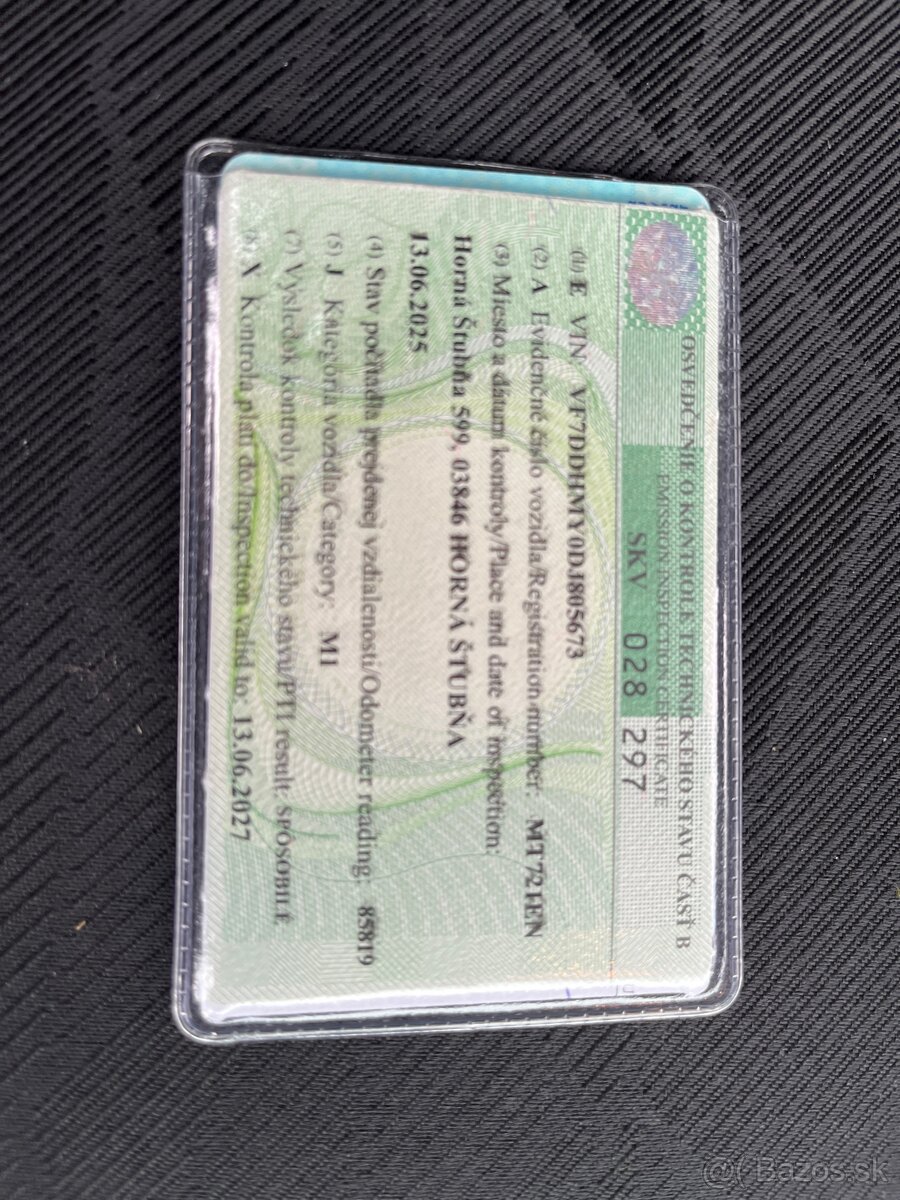 OSVEDČENIE O KONTROLE TECHNICKÉHO STAVU ČASŤ B
EMISSION INSPECTION CERTIFICATE
SKV 028 297
E VIN VF7DDHMY0DJ805673
(2) A Evidenčné číslo vozidla/Registration number: MT721EN
(3) Miesto a dátum kontroly/Place and date of inspection:
Horná Štubňa 599, 03846 HORNÁ ŠTUBŇA
13.06.2025
(4) Stav počítadla prejdenej vzdialenosti/Odometer reading: 85819
(5) J Kategória vozidla/Category: M1
(7) Výsledok kontroly technického stavu/PTI result: SPÔSOBILÉ
X Kontrola platí do/Inspection valid to: 13.06.2027
@( Bazos.sk